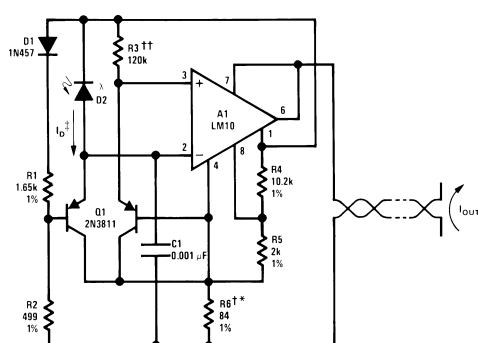 D1
1N457
R3 ††
120k
λ
D2
I_D‡
3
+
7
A1
LM10
6
1
2
−
4
8
R1
1.65k
1%
Q1
2N3811
C1
0.001 μF
R4
10.2k
1%
R5
2k
1%
I_OUT
R2
499
1%
R6†*
84
1%